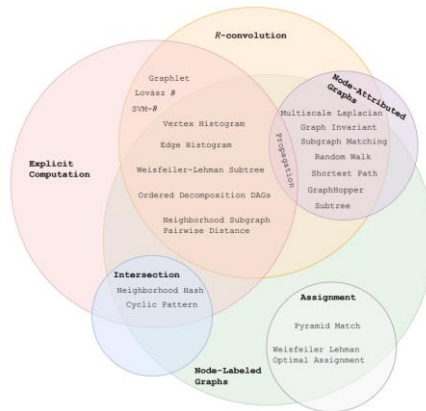 R-convolution
Graphlet
Lovász ϑ
SVM-ϑ
Vertex Histogram
Edge Histogram
Weisfeiler-Lehman Subtree
Ordered Decomposition DAGs
Neighborhood Subgraph
Pairwise Distance
Explicit
Computation
Propagation
Node-Attributed
Graphs
Multiscale Laplacian
Graph Invariant
Subgraph Matching
Random Walk
Shortest Path
GraphHopper
Subtree
Intersection
Neighborhood Hash
Cyclic Pattern
Assignment
Pyramid Match
Weisfeiler Lehman
Optimal Assignment
Node-Labeled
Graphs